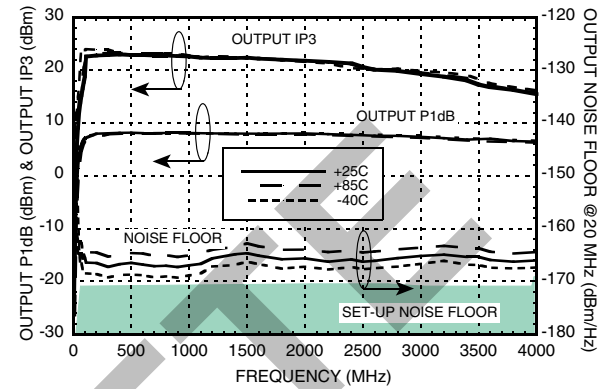 OUTPUT P1dB (dBm) & OUTPUT IP3 (dBm)
30
20
10
0
-10
-20
-30
OUTPUT IP3
OUTPUT P1dB
+25C
+85C
-40C
NOISE FLOOR
SET-UP NOISE FLOOR
-120
-130
-140
-150
-160
-170
-180
OUTPUT NOISE FLOOR @20 MHz (dBm/Hz)
0 500 1000 1500 2000 2500 3000 3500 4000
FREQUENCY (MHz)